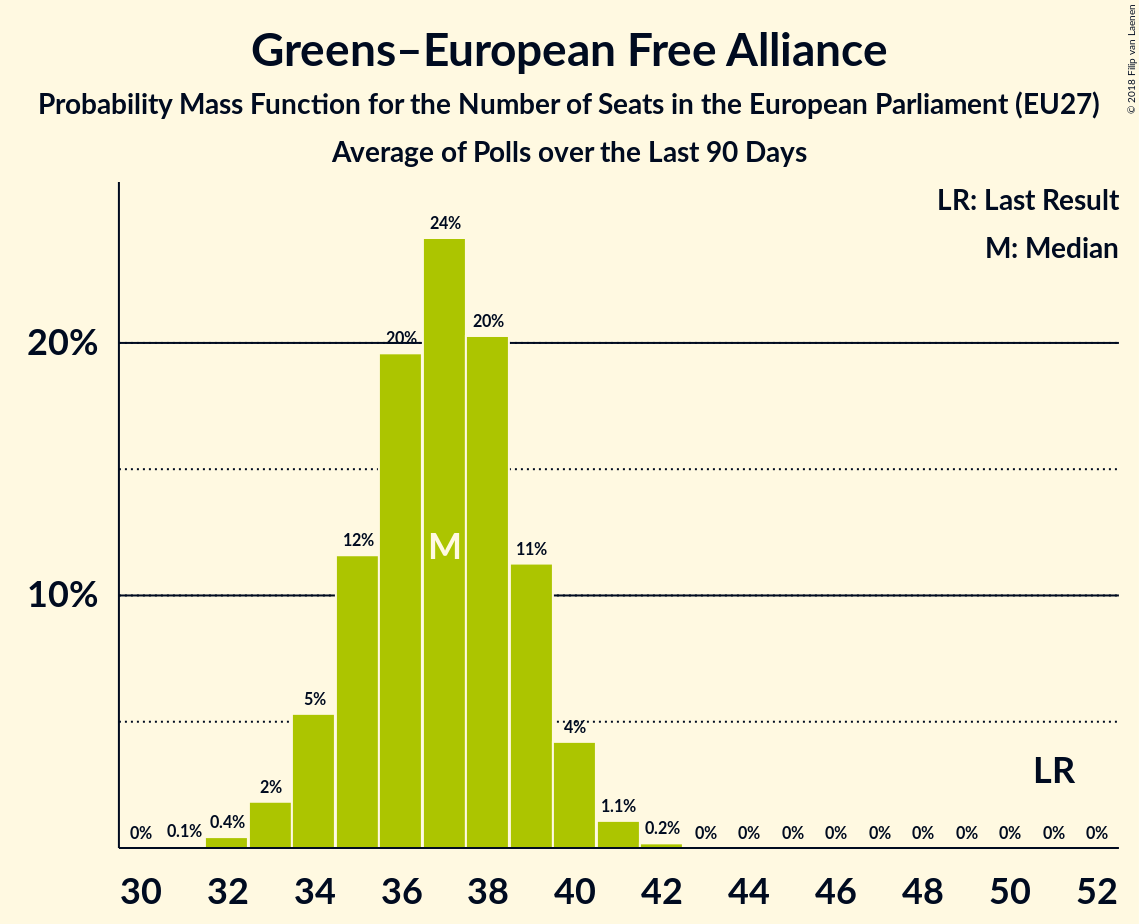 Greens–European Free Alliance
Probability Mass Function for the Number of Seats in the European Parliament (EU27)
Average of Polls over the Last 90 Days
© 2018 Filip van Laenen
LR: Last Result
M: Median
20%
10%
0%
0.1%
0.4%
2%
5%
12%
20%
24%
20%
11%
4%
1.1%
0.2%
0%
0%
0%
0%
0%
0%
0%
0%
0%
0%
M
LR
30 32 34 36 38 40 42 44 46 48 50 52